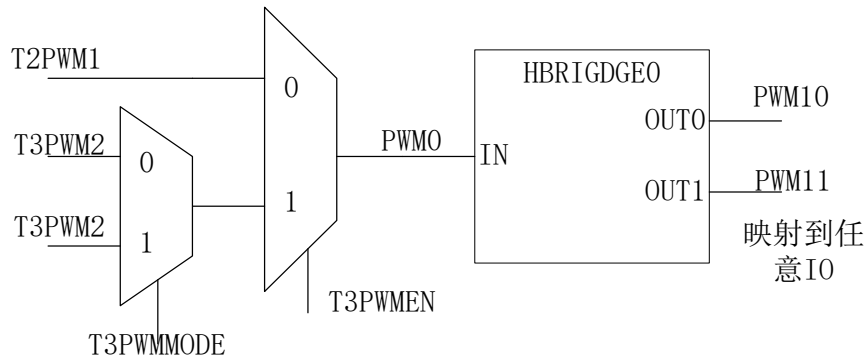 T2PWM1
0
T3PWM2
0
T3PWM2
1
1
T3PWMMODE
T3PWMEN
PWM0
HBRIGDGE0
IN
OUT0
OUT1
PWM10
PWM11
映射到任
意IO